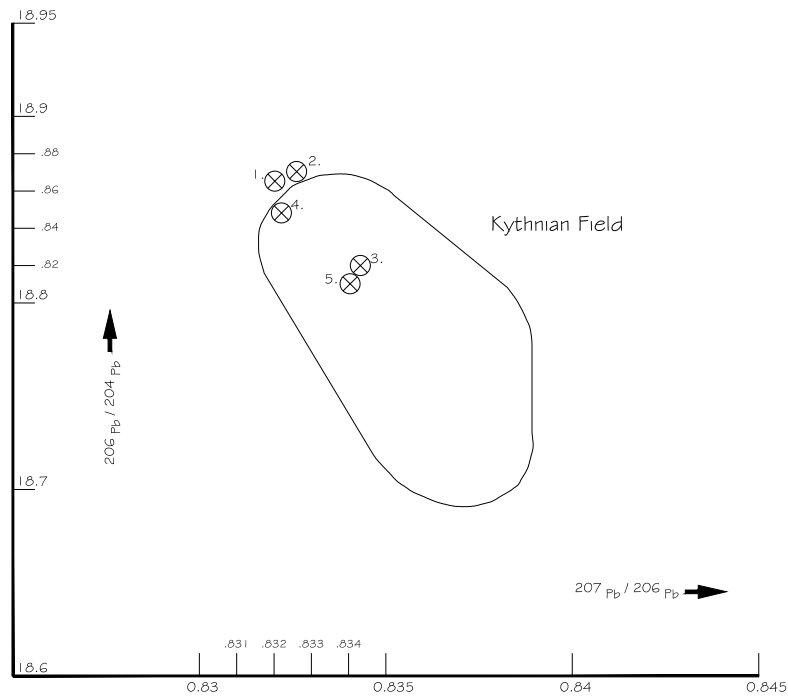 18.95
18.9
.88
.86
.84
.82
18.8
18.7
18.6
1.
2.
4.
3.
5.
Kythnian Field
206 Pb / 204 Pb
207 Pb / 206 Pb
.831 .832 .833 .834
0.83 0.835 0.84 0.845